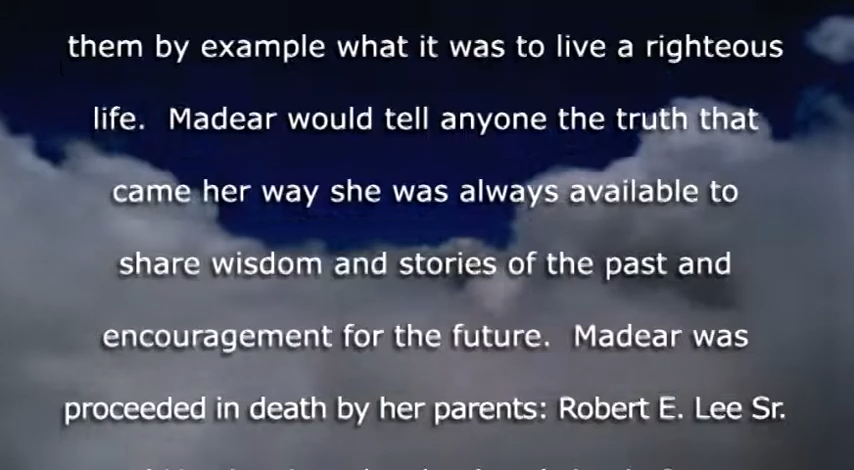 them by example what it was to live a righteous
life.  Madear would tell anyone the truth that
came her way she was always available to
share wisdom and stories of the past and
encouragement for the future.  Madear was
proceeded in death by her parents: Robert E. Lee Sr.